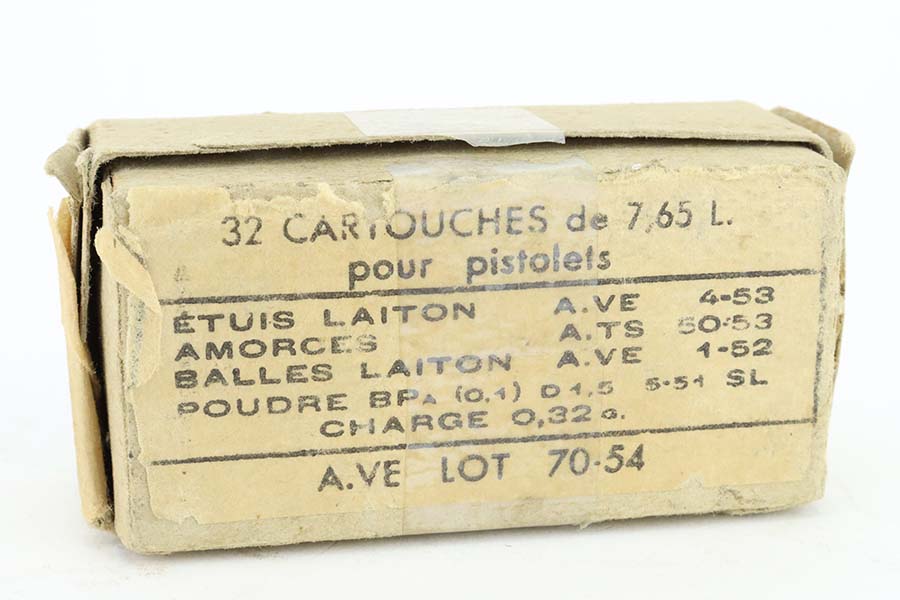 32 CARTOUCHES de 7,65 L.
pour pistolets
ÉTUIS LAITON A.VE 4-53
AMORCES A.TS 50-53
BALLES LAITON A.VE 1-52
POUDRE BPA (0,1) D1,5 5-51 SL
CHARGE 0,32 G.
A.VE LOT 70-54